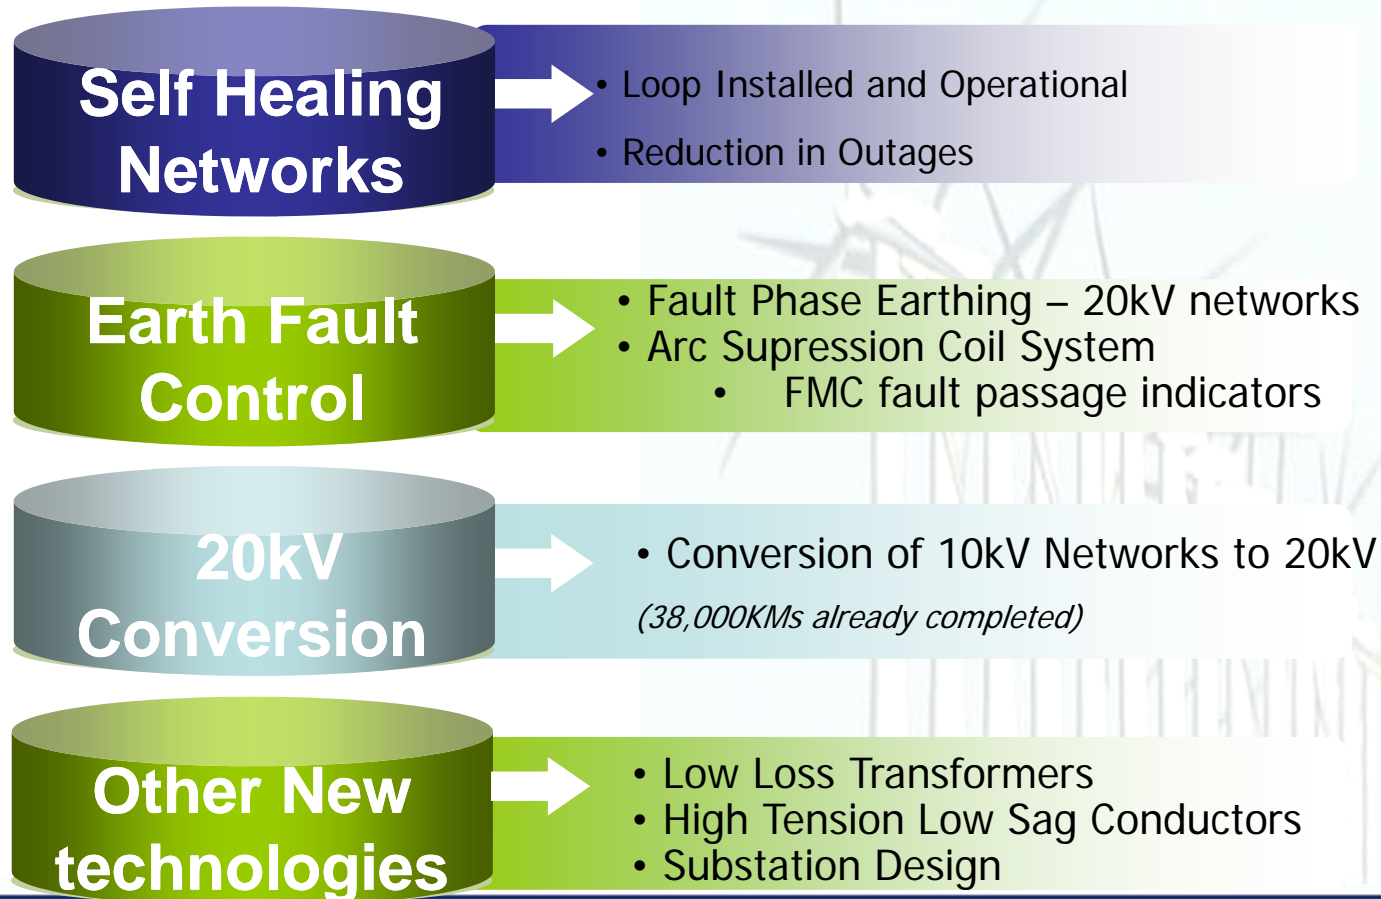 Self Healing
Networks
• Loop Installed and Operational
• Reduction in Outages
Earth Fault
Control
• Fault Phase Earthing – 20kV networks
• Arc Supression Coil System
• FMC fault passage indicators
20kV
Conversion
• Conversion of 10kV Networks to 20kV
(38,000KMs already completed)
Other New
technologies
• Low Loss Transformers
• High Tension Low Sag Conductors
• Substation Design